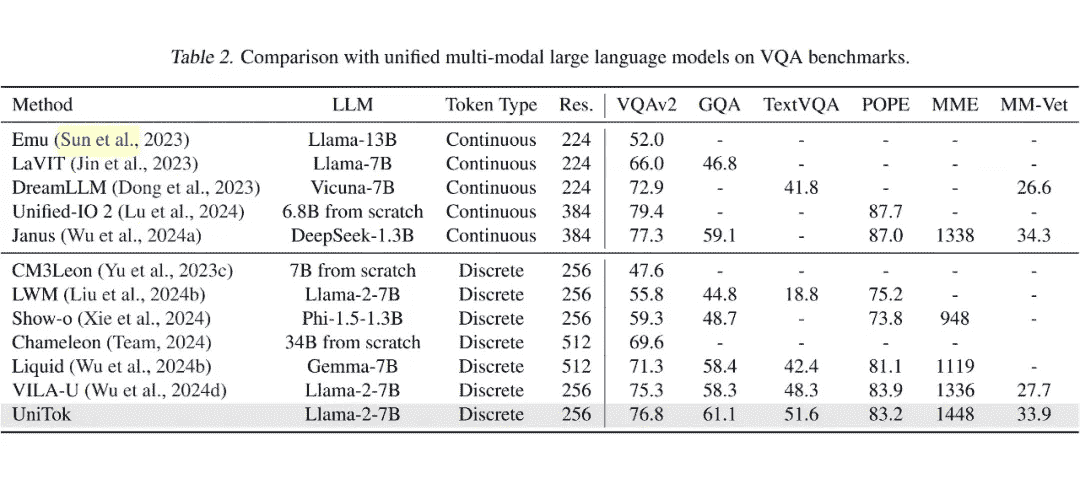 Table 2. Comparison with unified multi-modal large language models on VQA benchmarks.
Method LLM Token Type Res. VQAv2 GQA TextVQA POPE MME MM-Vet
Emu (Sun et al., 2023) Llama-13B Continuous 224 52.0 - - - - -
LaVIT (Jin et al., 2023) Llama-7B Continuous 224 66.0 46.8 - - - -
DreamLLM (Dong et al., 2023) Vicuna-7B Continuous 224 72.9 - 41.8 - - 26.6
Unified-IO 2 (Lu et al., 2024) 6.8B from scratch Continuous 384 79.4 - - 87.7 - -
Janus (Wu et al., 2024a) DeepSeek-1.3B Continuous 384 77.3 59.1 - 87.0 1338 34.3
CM3Leon (Yu et al., 2023c) 7B from scratch Discrete 256 47.6 - - - - -
LWM (Liu et al., 2024b) Llama-2-7B Discrete 256 55.8 44.8 18.8 75.2 - -
Show-o (Xie et al., 2024) Phi-1.5-1.3B Discrete 256 59.3 48.7 - 73.8 948 -
Chameleon (Team, 2024) 34B from scratch Discrete 512 69.6 - - - -
Liquid (Wu et al., 2024b) Gemma-7B Discrete 512 71.3 58.4 42.4 81.1 1119 -
VILA-U (Wu et al., 2024d) Llama-2-7B Discrete 256 75.3 58.3 48.3 83.9 1336 27.7
UniTok Llama-2-7B Discrete 256 76.8 61.1 51.6 83.2 1448 33.9